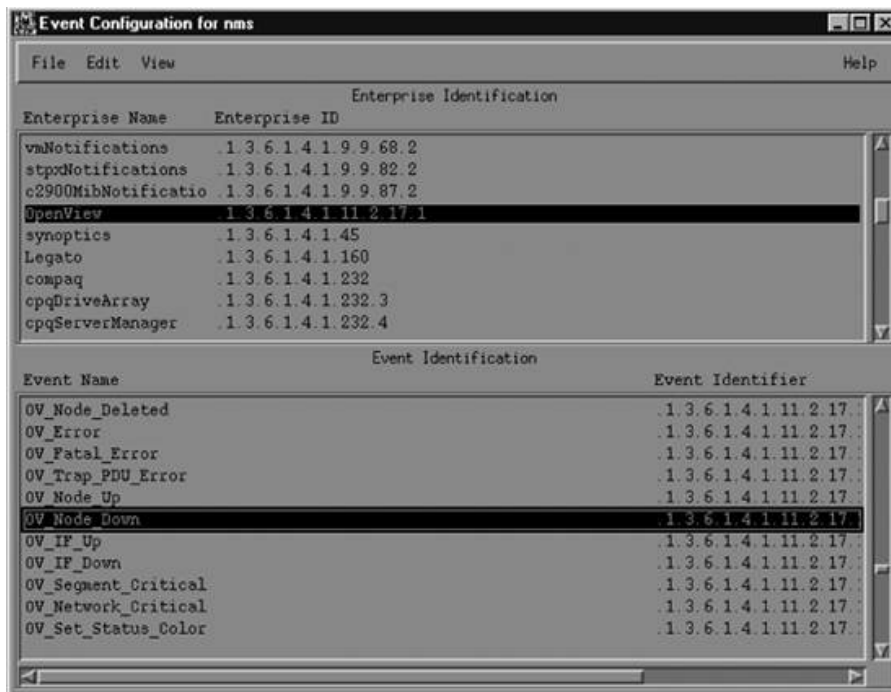 Event Configuration for nms
File Edit View Help
Enterprise Identification
Enterprise Name Enterprise ID
vmNotifications .1.3.6.1.4.1.9.9.68.2
stpxNotifications .1.3.6.1.4.1.9.9.82.2
c2900MibNotificatio .1.3.6.1.4.1.9.9.87.2
OpenView .1.3.6.1.4.1.11.2.17.1
synoptics .1.3.6.1.4.1.45
Legato .1.3.6.1.4.1.160
compaq .1.3.6.1.4.1.232
cpqDriveArray .1.3.6.1.4.1.232.3
cpqServerManager .1.3.6.1.4.1.232.4
Event Identification
Event Name Event Identifier
OV_Node_Deleted .1.3.6.1.4.1.11.2.17.
OV_Error .1.3.6.1.4.1.11.2.17.
OV_Fatal_Error .1.3.6.1.4.1.11.2.17.
OV_Trap_PDU_Error .1.3.6.1.4.1.11.2.17.
OV_Node_Up .1.3.6.1.4.1.11.2.17.
OV_Node_Down .1.3.6.1.4.1.11.2.17.
OV_IF_Up .1.3.6.1.4.1.11.2.17.
OV_IF_Down .1.3.6.1.4.1.11.2.17.
OV_Segment_Critical .1.3.6.1.4.1.11.2.17.
OV_Network_Critical .1.3.6.1.4.1.11.2.17.
OV_Set_Status_Color .1.3.6.1.4.1.11.2.17.